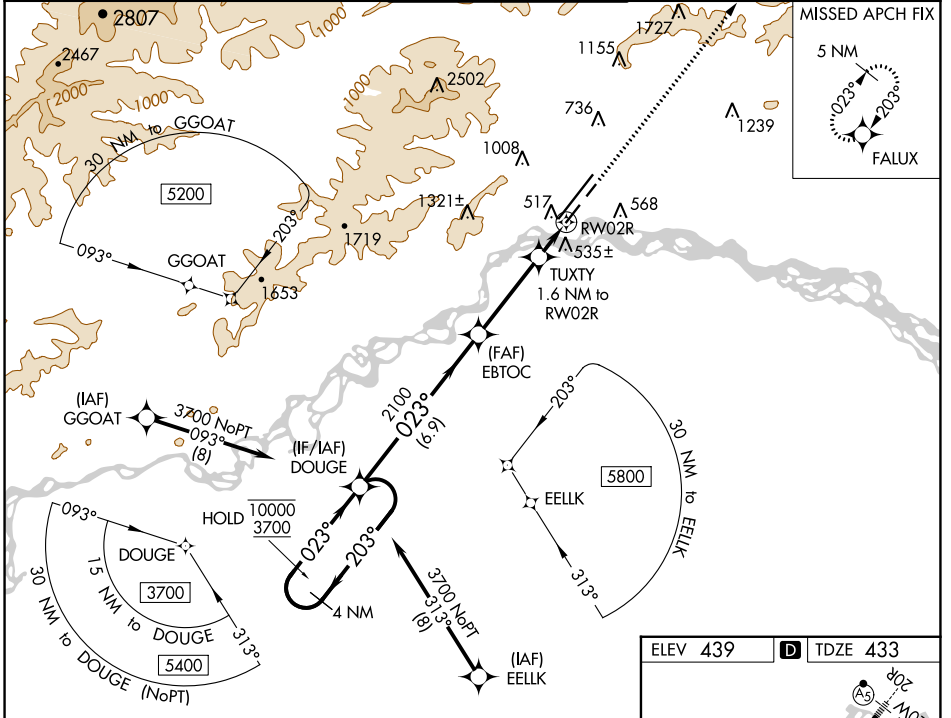 2807
2467
2000
1000
1000
1000
2502
1727
1155
736
1239
1008
1321±
517
568
RW02R
535±
1719
1653
MISSED APCH FIX
5 NM
023°
203°
FALUX
30 NM to GGOAT
5200
093°
203°
GGOAT
TUXTY
1.6 NM to
RW02R
(FAF)
EBTOC
2100
023°
(6.9)
(IAF)
GGOAT
3700 NoPT
093°
(8)
(IF/IAF)
DOUGE
HOLD
10000
3700
023°
203°
4 NM
203°
30 NM to EELLK
5800
EELLK
313°
093°
DOUGE
3700
15 NM to DOUGE
313°
5400
30 NM to DOUGE (NoPT)
3700 NoPT
313°
(8)
(IAF)
EELLK
ELEV 439
D
TDZE 433
A5
20R